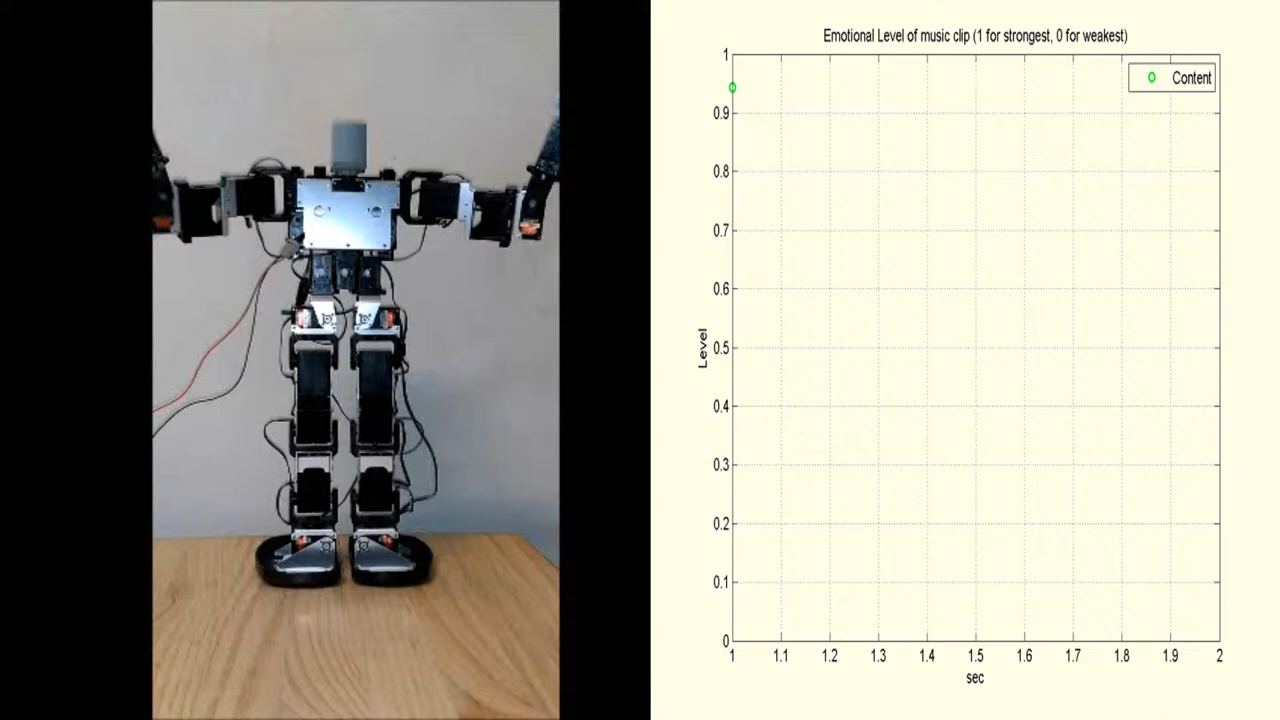 Emotional Level of music clip (1 for strongest, 0 for weakest)
Content
1
0.9
0.8
0.7
0.6
0.5
0.4
0.3
0.2
0.1
0
Level
1 1.1 1.2 1.3 1.4 1.5 1.6 1.7 1.8 1.9 2
sec